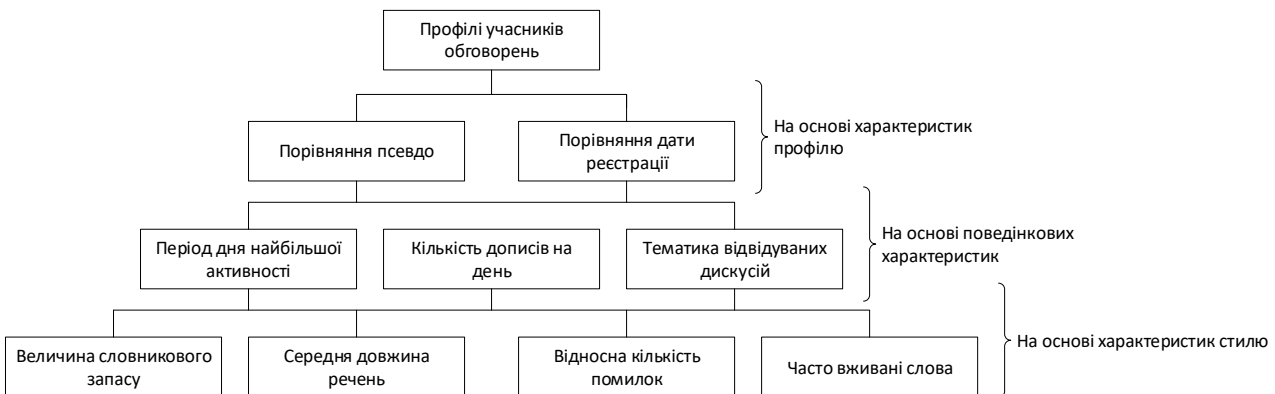 Профілі учасників
обговорень
Порівняння псевдо
Порівняння дати
реєстрації
На основі характеристик
профілю
Період дня найбільшої
активності
Кількість дописів на
день
Тематика відвідуваних
дискусій
На основі поведінкових
характеристик
Величина словникового
запасу
Середня довжина
речень
Відносна кількість
помилок
Часто вживані слова
На основі характеристик стилю